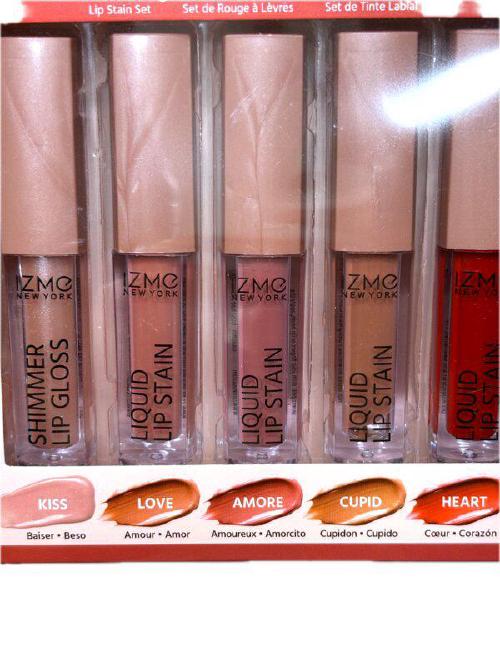 Lip Stain Set Set de Rouge à Lèvres Set de Tinte Labial
IZMe
NEW YORK
SHIMMER
LIP GLOSS
IZMe
NEW YORK
LIQUID
LIP STAIN
IZMe
NEW YORK
LIQUID
LIP STAIN
IZMe
NEW YORK
LIQUID
LIP STAIN
IZM
NEW YORK
LIQUID
LIP STAIN
KISS
Baiser • Beso
LOVE
Amour • Amor
AMORE
Amoureux • Amorcito
CUPID
Cupidon • Cupido
HEART
Cœur • Corazón